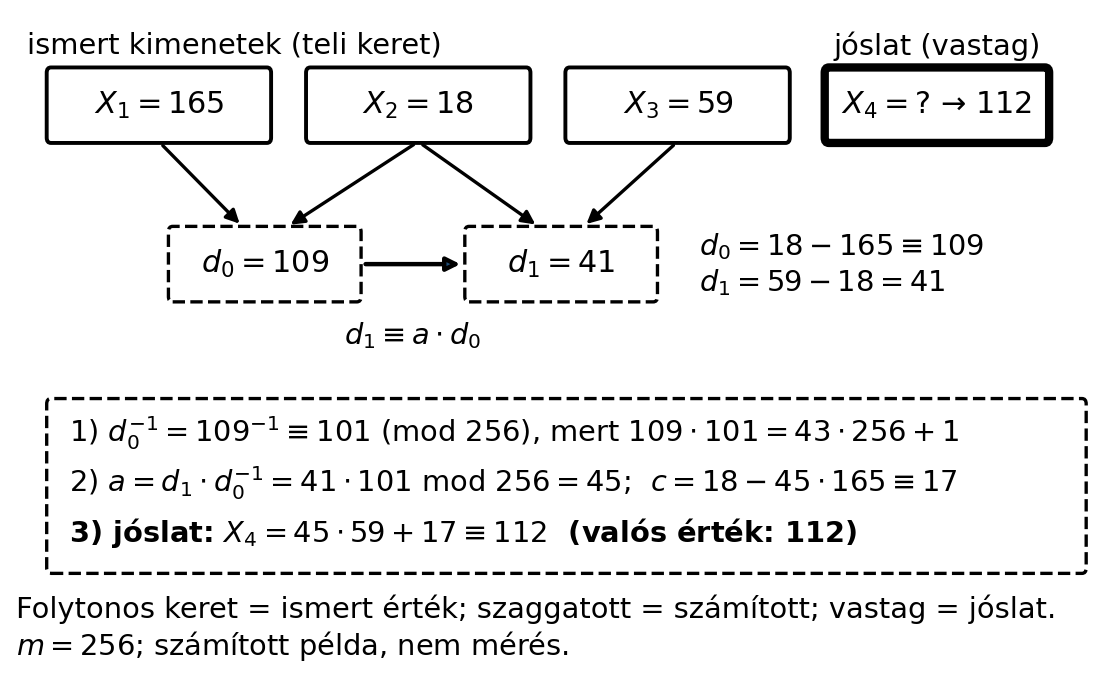 ismert kimenetek (teli keret)
jóslat (vastag)
X₁ = 165
X₂ = 18
X₃ = 59
X₄ = ? → 112
d₀ = 109
d₁ = 41
d₀ = 18 − 165 ≡ 109
d₁ = 59 − 18 = 41
d₁ ≡ a · d₀
1) d₀⁻¹ = 109⁻¹ ≡ 101 (mod 256), mert 109 · 101 = 43 · 256 + 1
2) a = d₁ · d₀⁻¹ = 41 · 101 mod 256 = 45; c = 18 − 45 · 165 ≡ 17
3) jóslat: X₄ = 45 · 59 + 17 ≡ 112 (valós érték: 112)
Folytonos keret = ismert érték; szaggatott = számított; vastag = jóslat.
m = 256; számított példa, nem mérés.